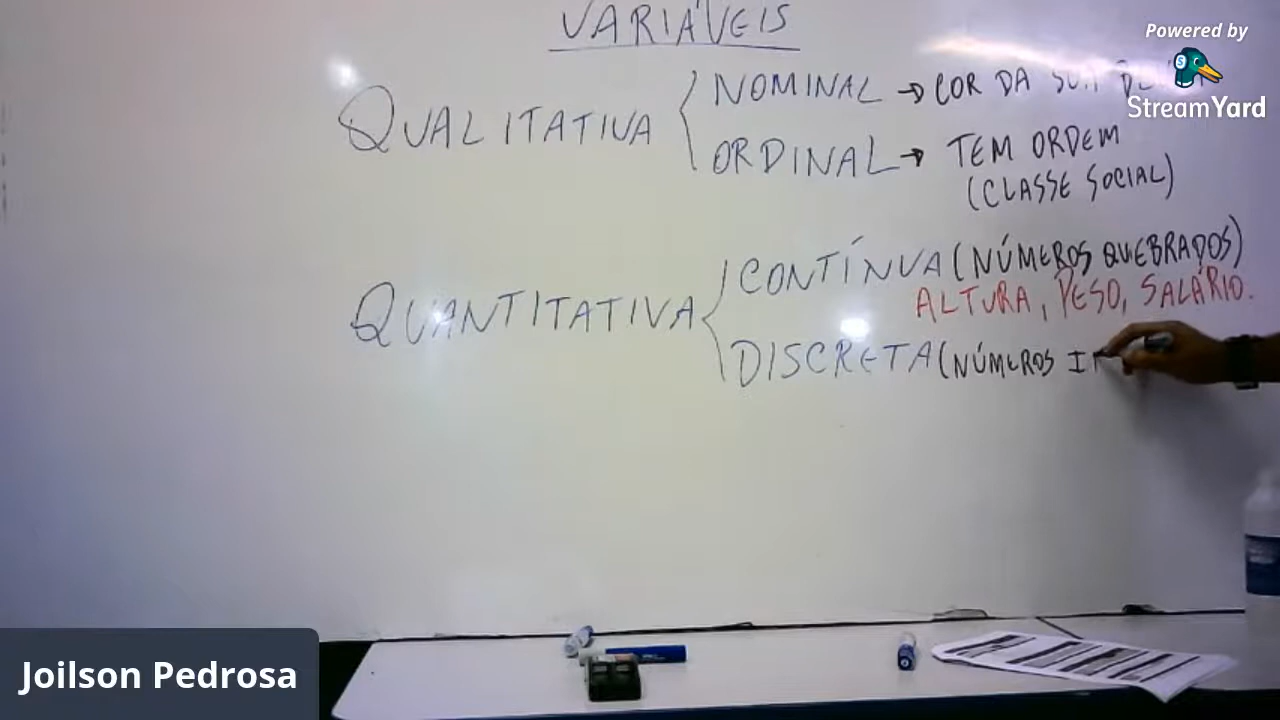 VARIÁVEIS
Powered by
StreamYard
QUALITATIVA
NOMINAL → COR DA SUA
ORDINAL → TEM ORDEM
(CLASSE SOCIAL)
QUANTITATIVA
CONTÍNUA (NÚMEROS QUEBRADOS)
ALTURA, PESO, SALÁRIO.
DISCRETA (NÚMEROS
Joilson Pedrosa